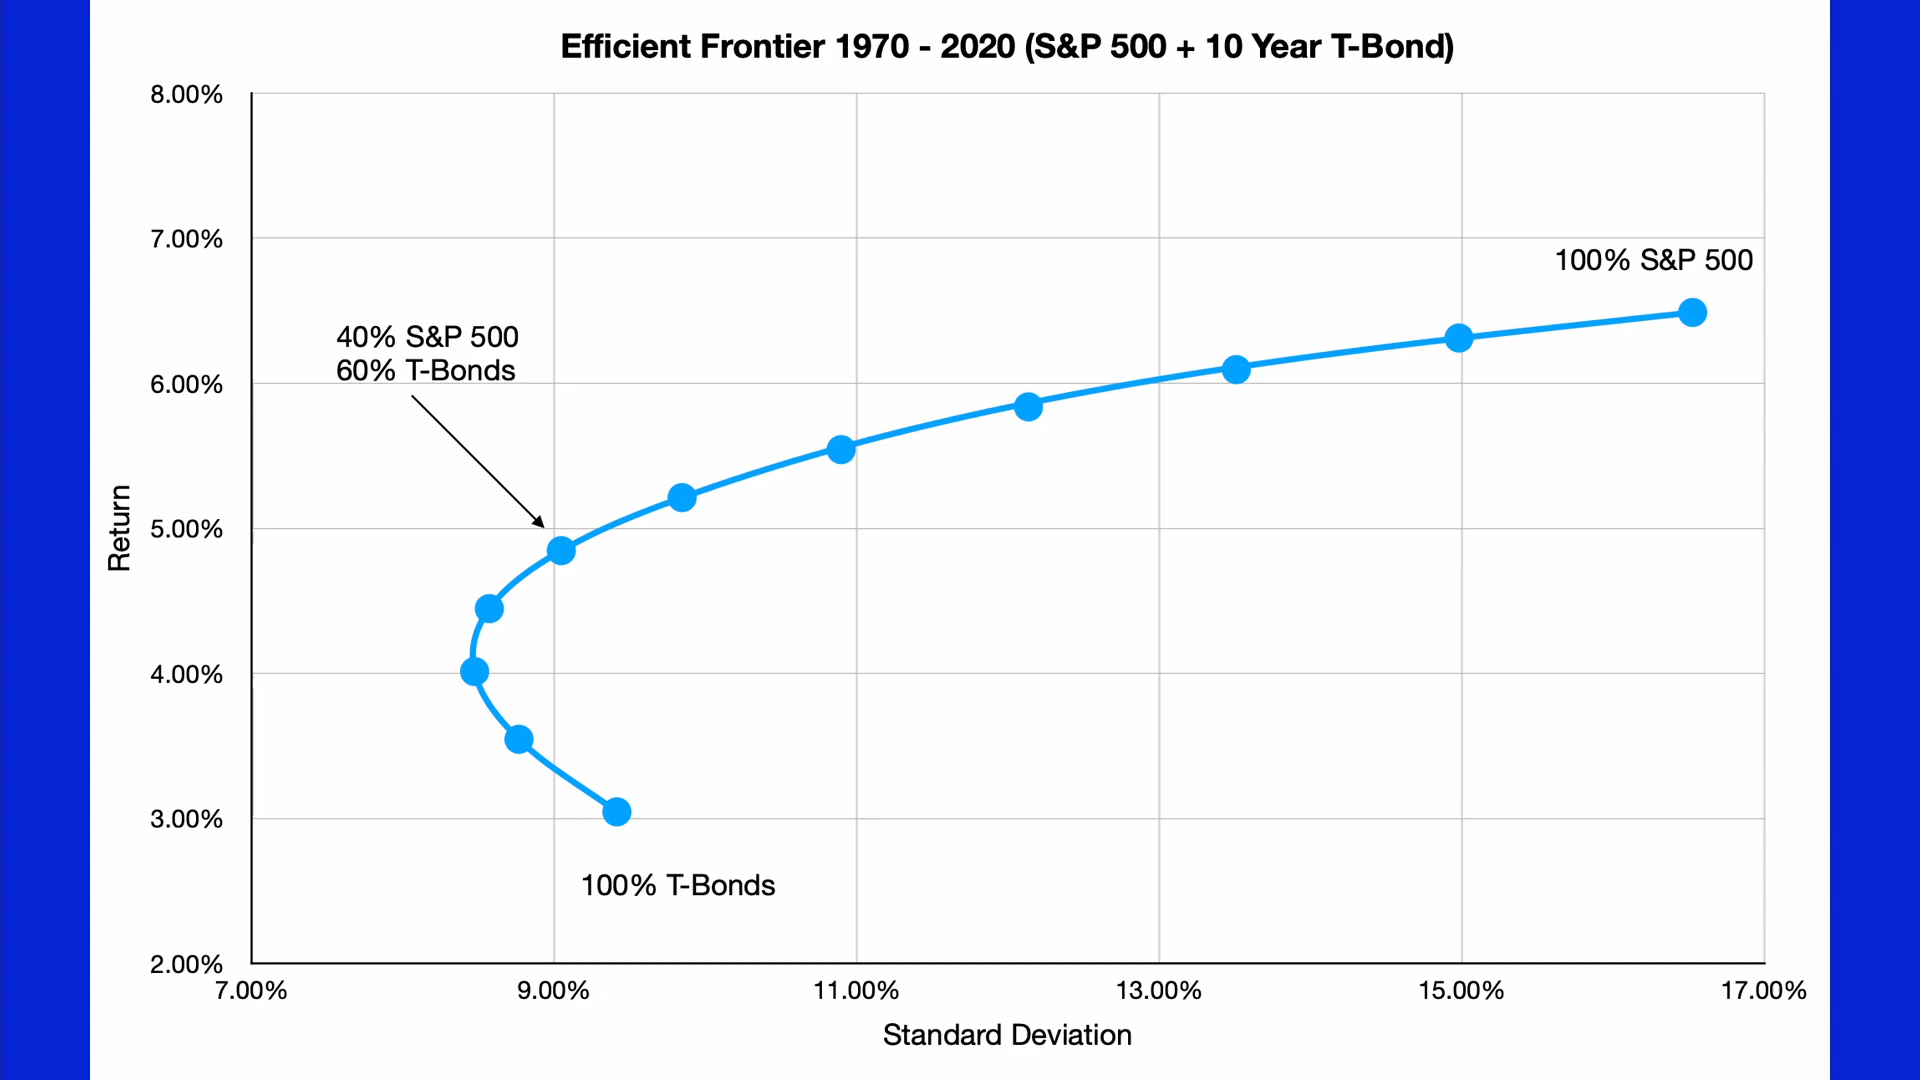 Efficient Frontier 1970 - 2020 (S&P 500 + 10 Year T-Bond)
8.00%
7.00%
100% S&P 500
40% S&P 500
60% T-Bonds
6.00%
5.00%
Return
4.00%
3.00%
100% T-Bonds
2.00%
7.00% 9.00% 11.00% 13.00% 15.00% 17.00%
Standard Deviation